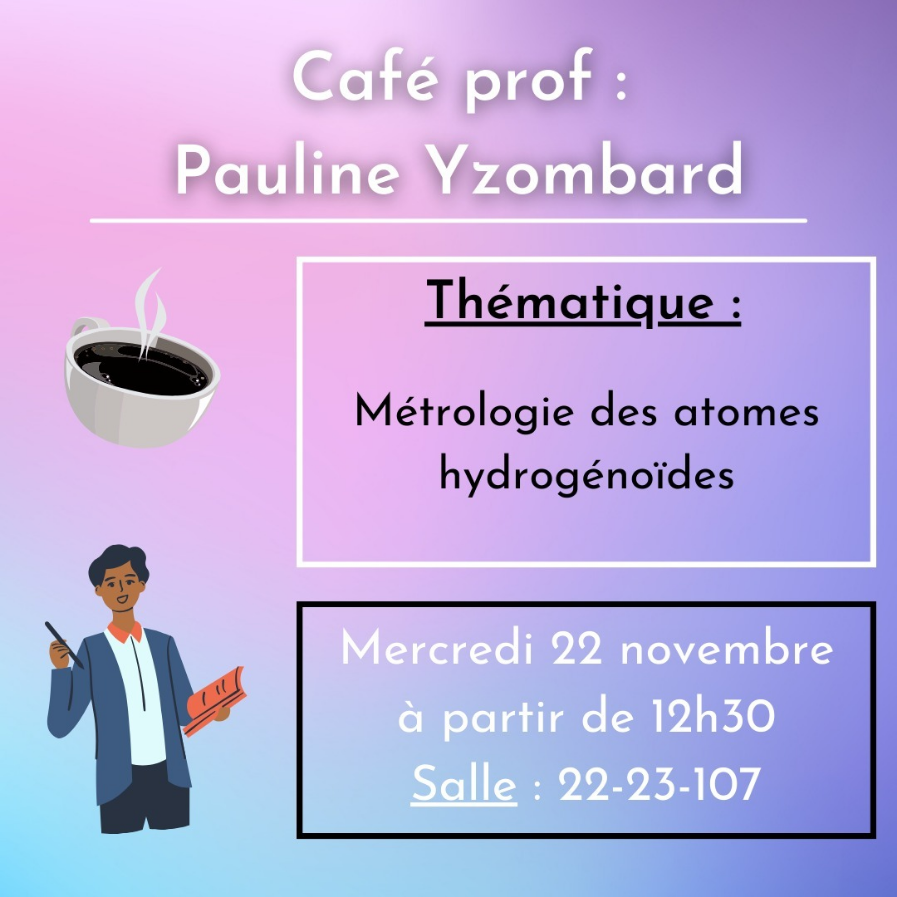 Café prof :
Pauline Yzombard
Thématique :
Métrologie des atomes
hydrogénoïdes
Mercredi 22 novembre
à partir de 12h30
Salle : 22-23-107